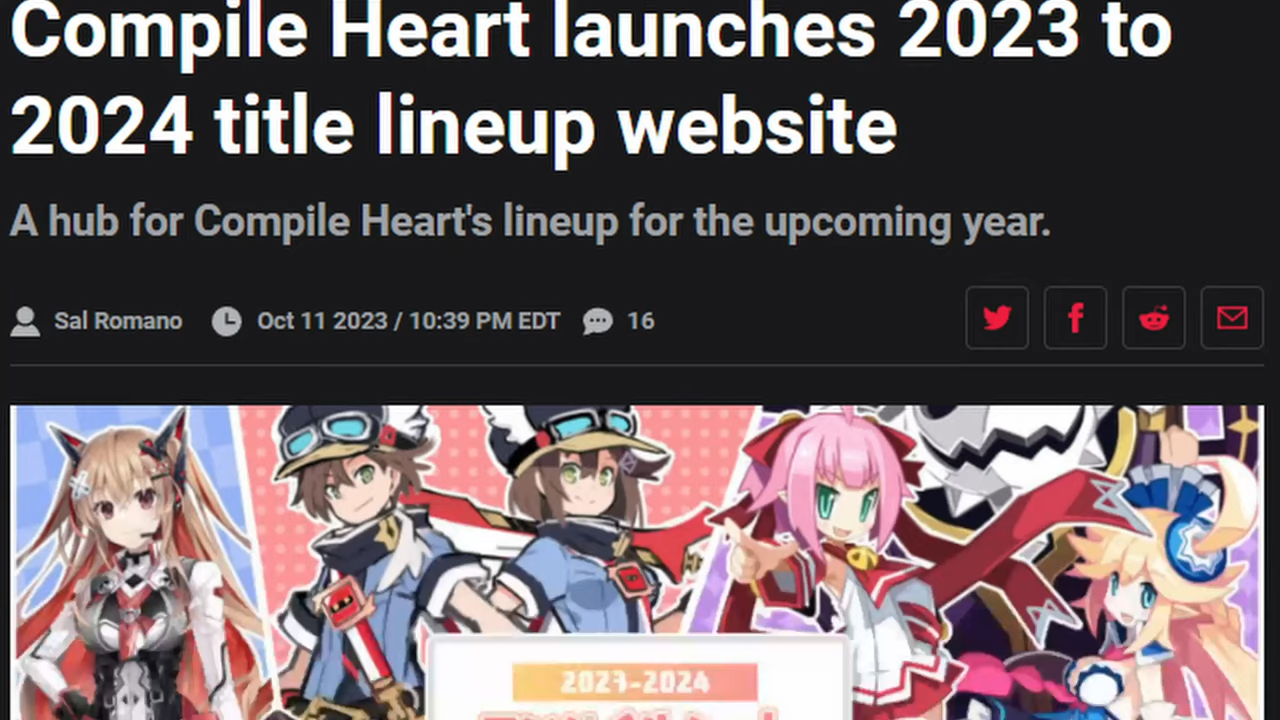 Compile Heart launches 2023 to
2024 title lineup website
A hub for Compile Heart's lineup for the upcoming year.
Sal Romano Oct 11 2023 / 10:39 PM EDT 16
2023-2024